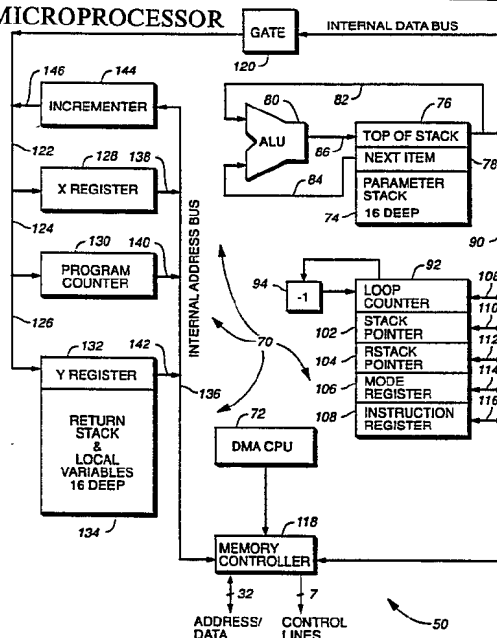 MICROPROCESSOR
GATE
120
INTERNAL DATA BUS
146
144
INCREMENTER
122
128
138
X REGISTER
124
130
140
PROGRAM
COUNTER
126
132
142
Y REGISTER
RETURN
STACK
&
LOCAL
VARIABLES
16 DEEP
134
INTERNAL ADDRESS BUS
136
80
82
76
ALU
86
TOP OF STACK
78
NEXT ITEM
84
PARAMETER
STACK
74
16 DEEP
90
92
94
-1
LOOP
COUNTER
108
102
STACK
POINTER
110
104
RSTACK
POINTER
112
106
MODE
REGISTER
114
108
INSTRUCTION
REGISTER
116
70
72
DMA CPU
118
MEMORY
CONTROLLER
32
7
ADDRESS/
DATA
CONTROL
LINES
50